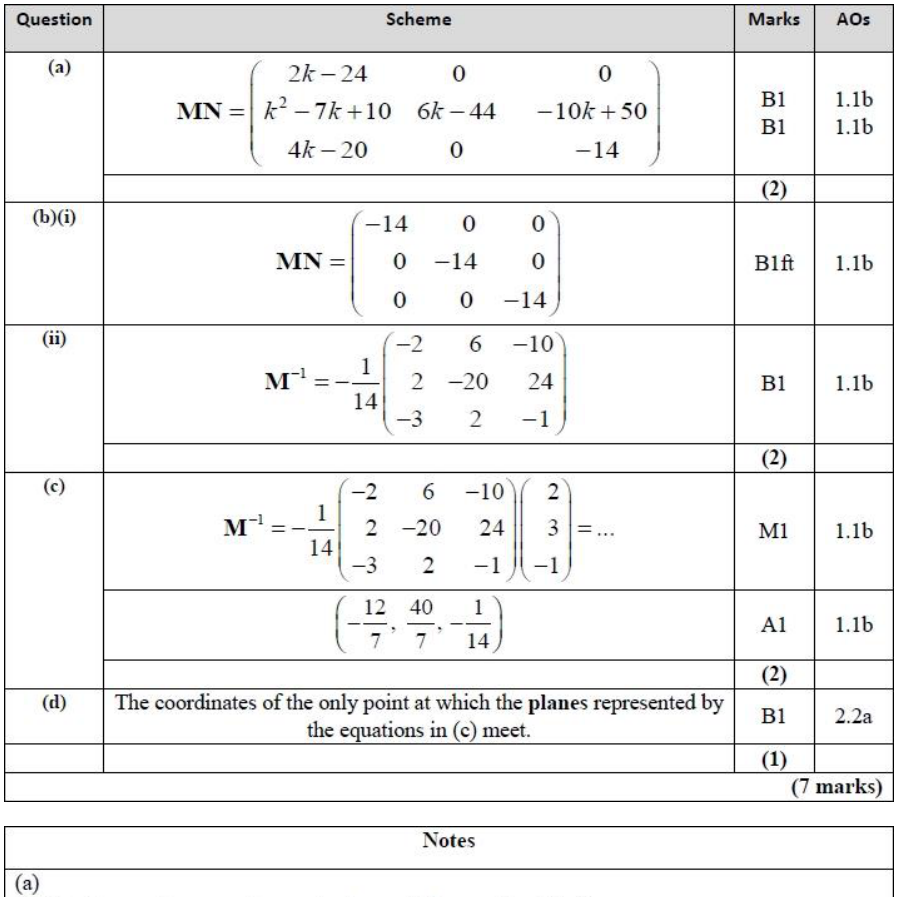 Question Scheme Marks AOs
(a) MN = ( 2k − 24 0 0
k² − 7k + 10 6k − 44 −10k + 50
4k − 20 0 −14 ) B1 1.1b
B1 1.1b
(2)
(b)(i) MN = ( −14 0 0
0 −14 0
0 0 −14 ) B1ft 1.1b
(ii) M⁻¹ = −1/14 ( −2 6 −10
2 −20 24
−3 2 −1 ) B1 1.1b
(2)
(c) M⁻¹ = −1/14 ( −2 6 −10
2 −20 24
−3 2 −1 ) ( 2
3
−1 ) = ... M1 1.1b
( −12/7, 40/7, −1/14 ) A1 1.1b
(2)
(d) The coordinates of the only point at which the planes represented by
the equations in (c) meet. B1 2.2a
(1)
(7 marks)
Notes
(a)